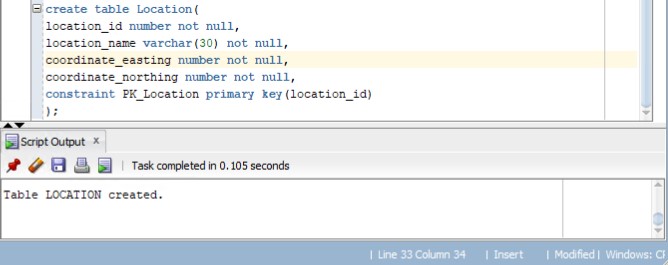 create table Location(
location_id number not null,
location_name varchar(30) not null,
coordinate_easting number not null,
coordinate_northing number not null,
constraint PK_Location primary key(location_id)
);
Script Output x
Task completed in 0.105 seconds
Table LOCATION created.
| Line 33 Column 34 | Insert | Modified | Windows: